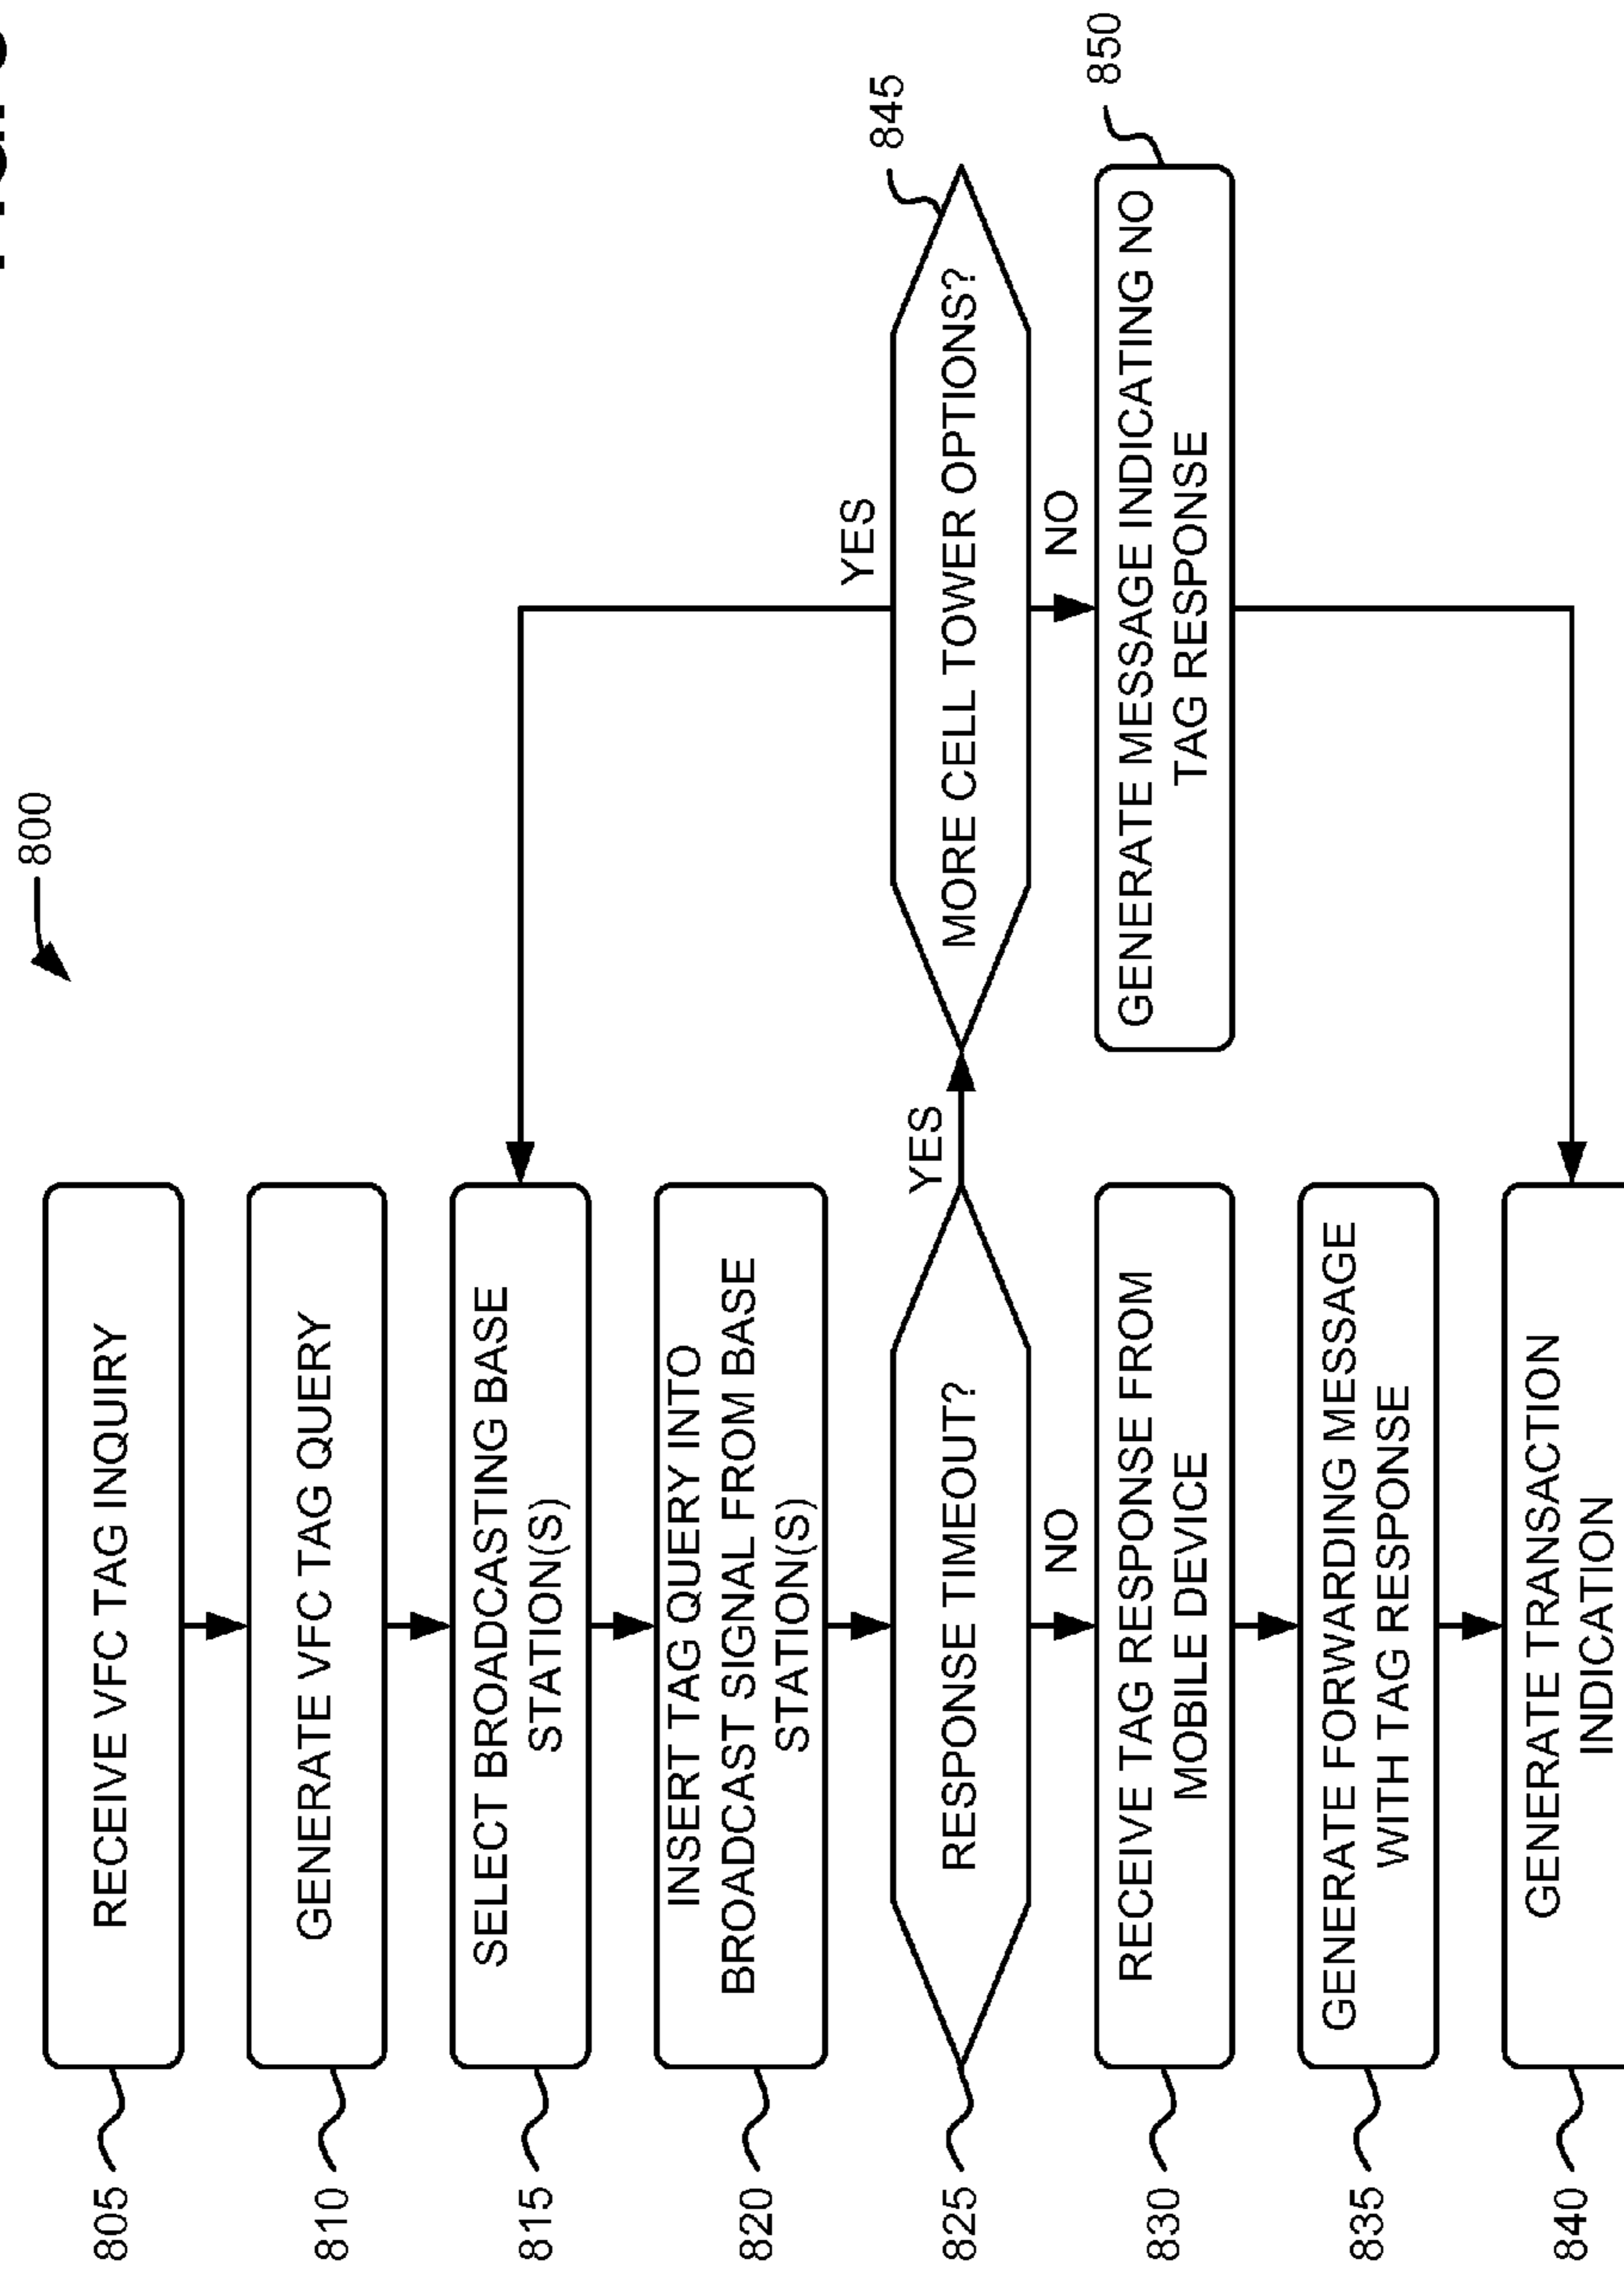 800
805
RECEIVE VFC TAG INQUIRY
810
GENERATE VFC TAG QUERY
815
SELECT BROADCASTING BASE
STATION(S)
820
INSERT TAG QUERY INTO
BROADCAST SIGNAL FROM BASE
STATION(S)
825
RESPONSE TIMEOUT?
YES
NO
845
MORE CELL TOWER OPTIONS?
YES
NO
830
RECEIVE TAG RESPONSE FROM
MOBILE DEVICE
850
GENERATE MESSAGE INDICATING NO
TAG RESPONSE
835
GENERATE FORWARDING MESSAGE
WITH TAG RESPONSE
840
GENERATE TRANSACTION
INDICATION